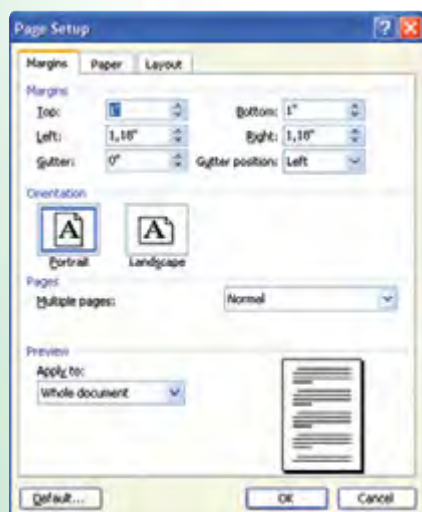 Page Setup
Margins Paper Layout
Margins
Top: 1" Bottom: 1"
Left: 1,18" Right: 1,18"
Gutter: 0" Gutter position: Left
Orientation
A A
Portrait Landscape
Pages
Multiple pages: Normal
Preview
Apply to:
Whole document
Default... OK Cancel